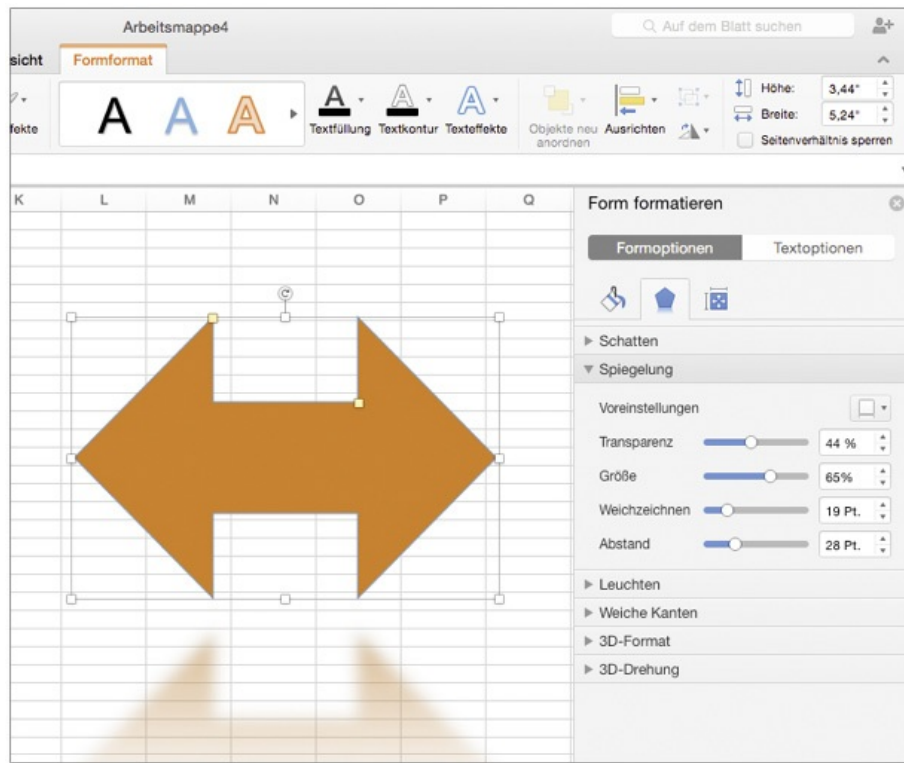 Arbeitsmappe4
Auf dem Blatt suchen
sicht Formformat
A A A
A A A
Textfüllung Textkontur Texteffekte
Objekte neu anordnen
Ausrichten
Höhe: 3,44"
Breite: 5,24"
Seitenverhältnis sperren
fekte
K L M N O P Q
Form formatieren
Formoptionen Textoptionen
Schatten
Spiegelung
Voreinstellungen
Transparenz 44 %
Größe 65%
Weichzeichnen 19 Pt.
Abstand 28 Pt.
Leuchten
Weiche Kanten
3D-Format
3D-Drehung